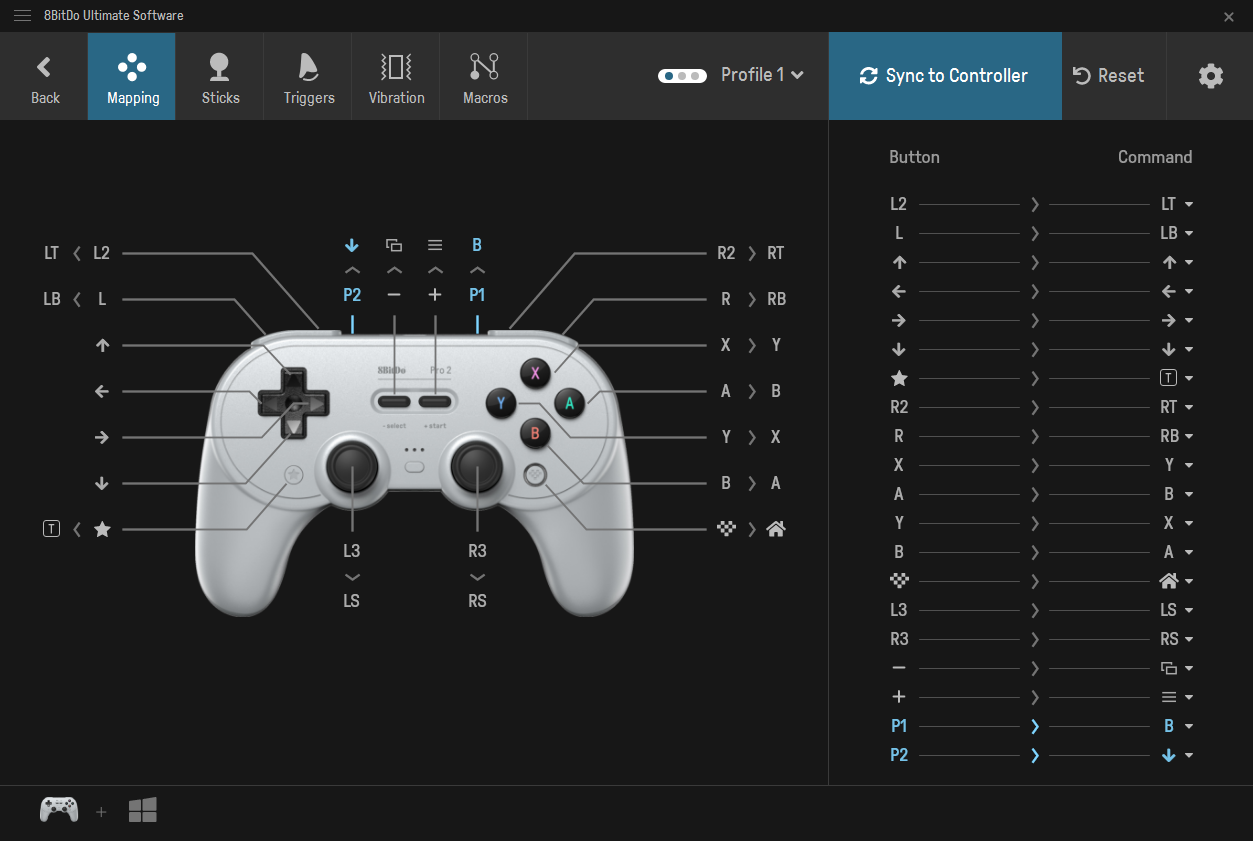 8BitDo Ultimate Software
Back
Mapping
Sticks
Triggers
Vibration
Macros
Profile 1
Sync to Controller
Reset
LT L2
LB L
P2 − + P1
B
R2 RT
R RB
X Y
A B
Y X
B A
T
8BitDo Pro 2
- select + start
X
Y A
B
L3 R3
LS RS
Button Command
L2 LT
L LB
T
R2 RT
R RB
X Y
A B
Y X
B A
L3 LS
R3 RS
−
+
P1 B
P2
+